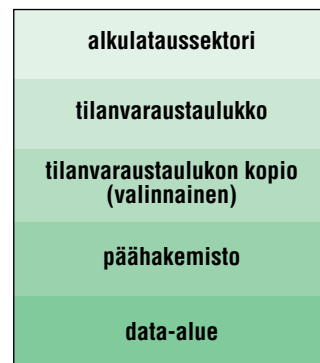 alkulataussektori
tilanvaraustaulukko
tilanvaraustaulukon kopio
(valinnainen)
päähakemisto
data-alue